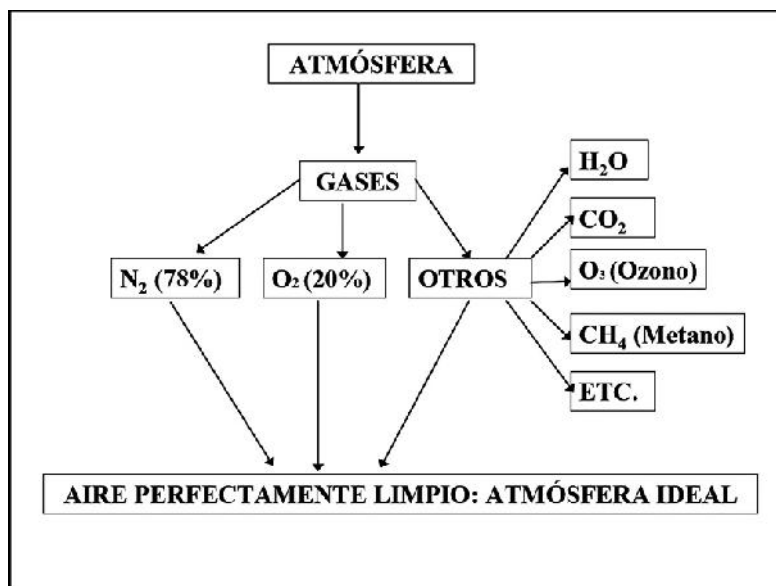 ATMÓSFERA
GASES
N₂ (78%)
O₂ (20%)
OTROS
H₂O
CO₂
O₃ (Ozono)
CH₄ (Metano)
ETC.
AIRE PERFECTAMENTE LIMPIO: ATMÓSFERA IDEAL